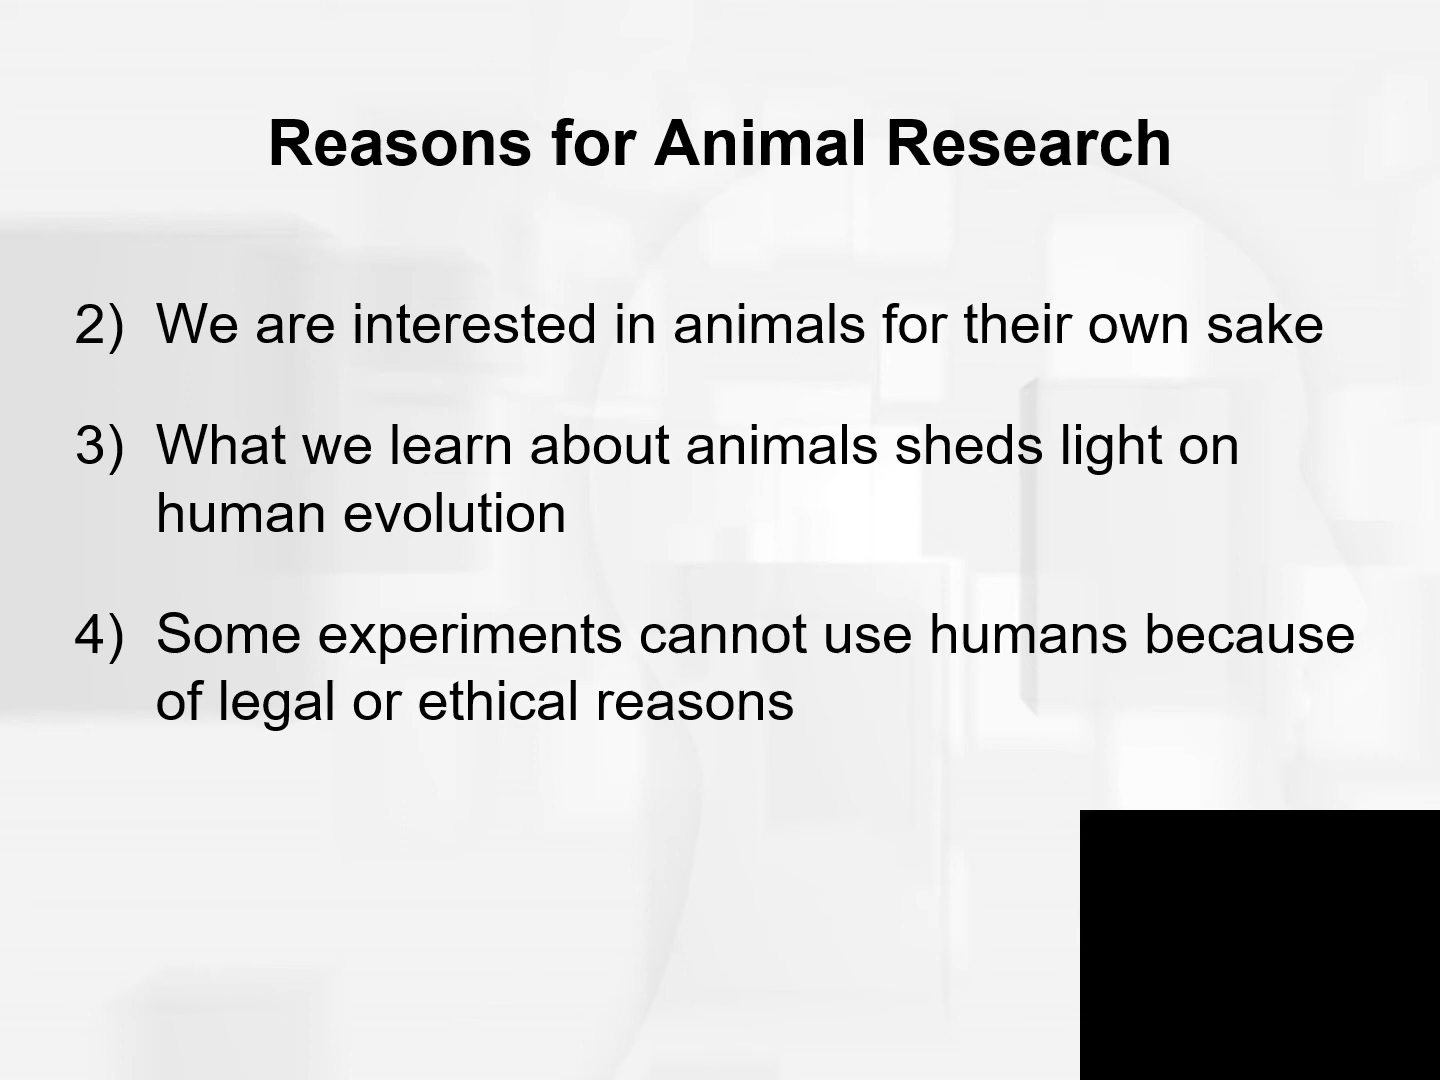 Reasons for Animal Research
2) We are interested in animals for their own sake
3) What we learn about animals sheds light on
human evolution
4) Some experiments cannot use humans because
of legal or ethical reasons